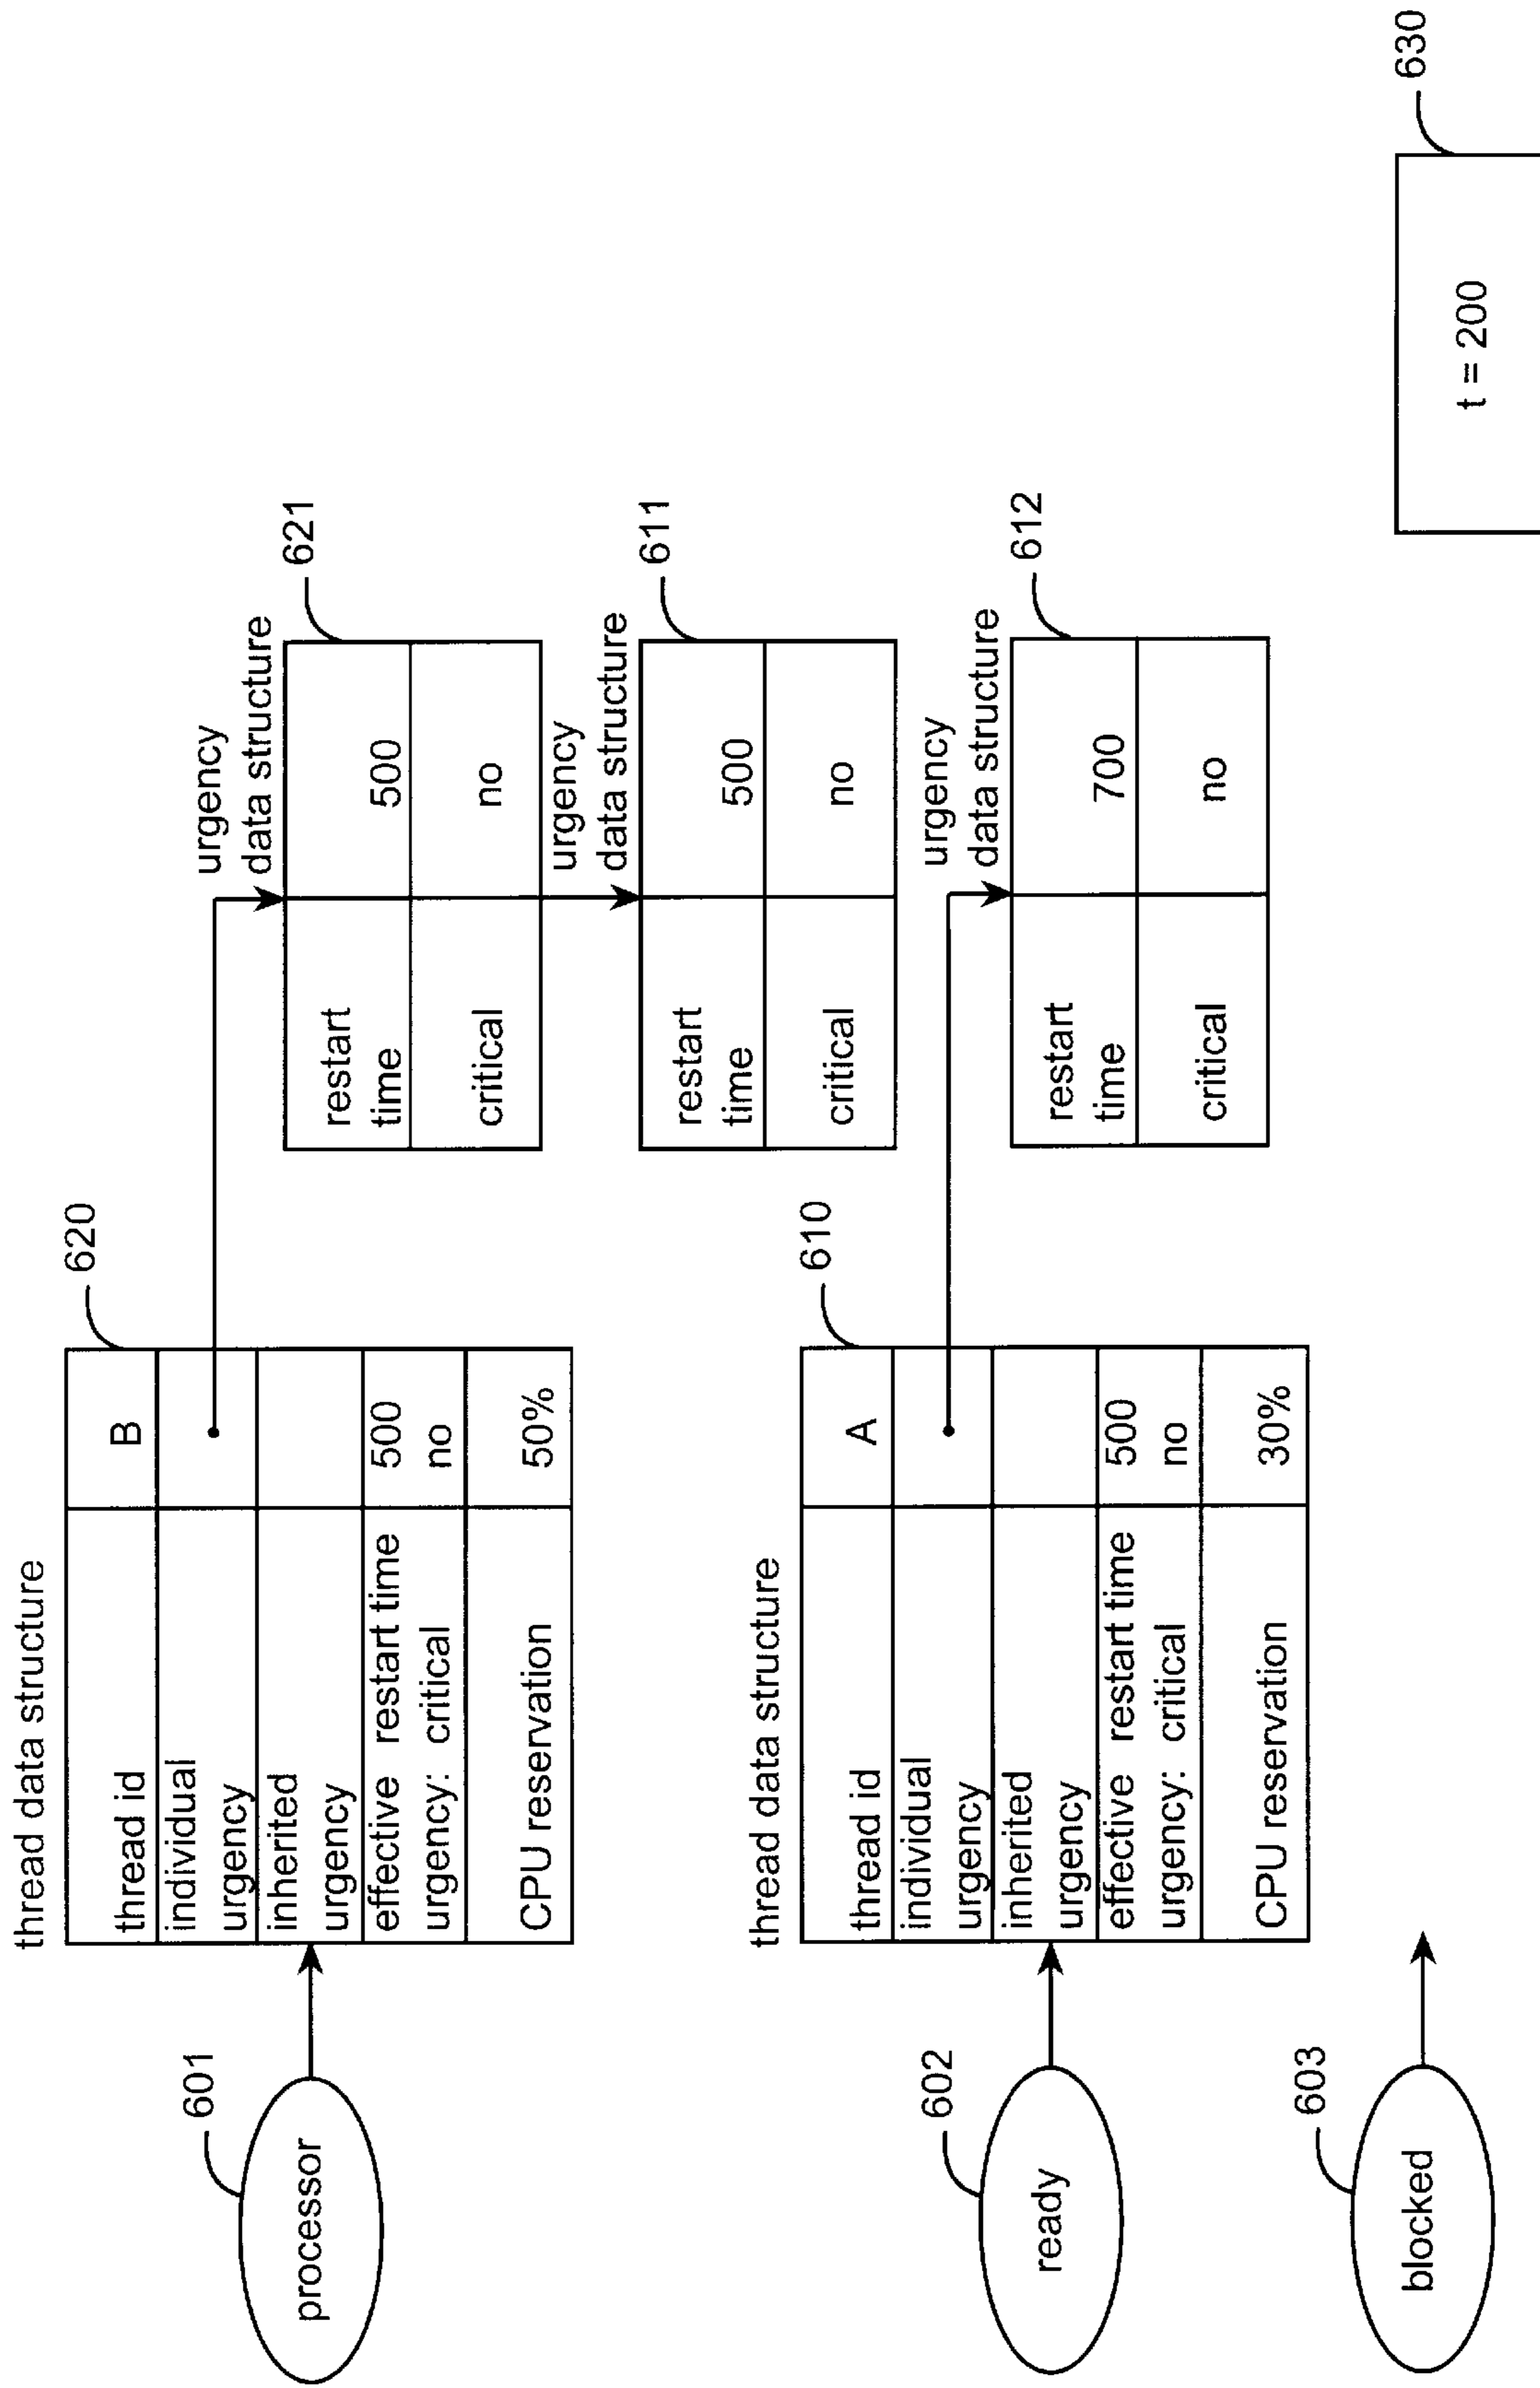 thread data structure
620
thread id B
individual
urgency
inherited
urgency
effective restart time 500
urgency: critical no
CPU reservation 50%
601
processor
urgency
data structure
621
restart
time 500
critical no
urgency
data structure
611
restart
time 500
critical no
thread data structure
610
thread id A
individual
urgency
inherited
urgency
effective restart time 500
urgency: critical no
CPU reservation 30%
602
ready
urgency
data structure
612
restart
time 700
critical no
603
blocked
630
t = 200